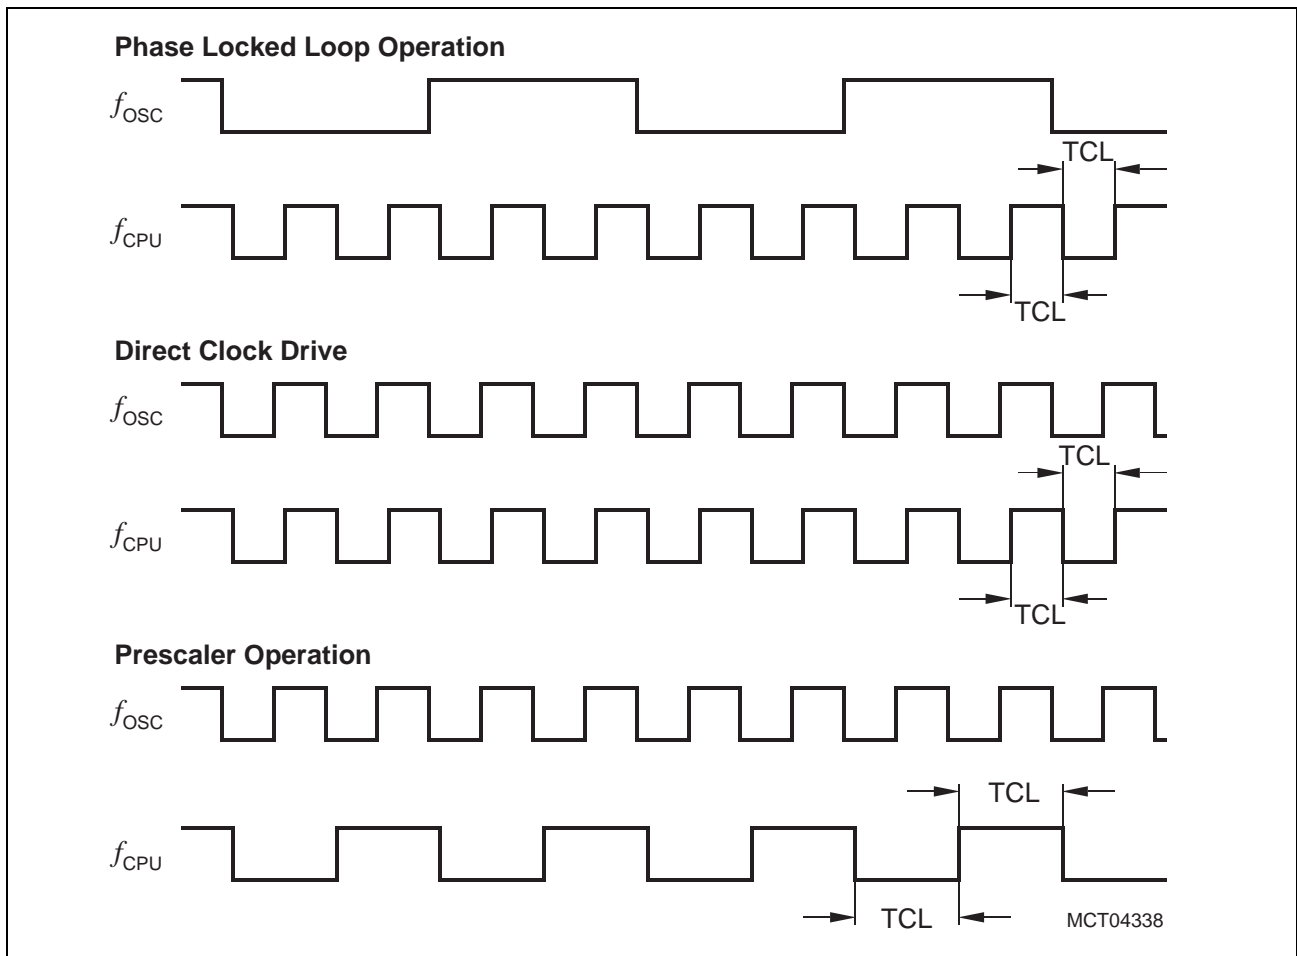 Phase Locked Loop Operation
fOSC
TCL
fCPU
TCL
Direct Clock Drive
fOSC
TCL
fCPU
TCL
Prescaler Operation
fOSC
TCL
fCPU
TCL
MCT04338